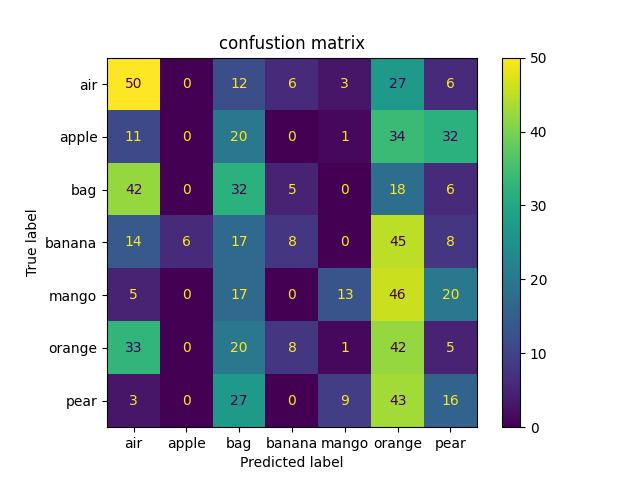 confustion matrix
air 50 0 12 6 3 27 6
apple 11 0 20 0 1 34 32
bag 42 0 32 5 0 18 6
banana 14 6 17 8 0 45 8
mango 5 0 17 0 13 46 20
orange 33 0 20 8 1 42 5
pear 3 0 27 0 9 43 16
air apple bag banana mango orange pear
Predicted label
True label
50
40
30
20
10
0